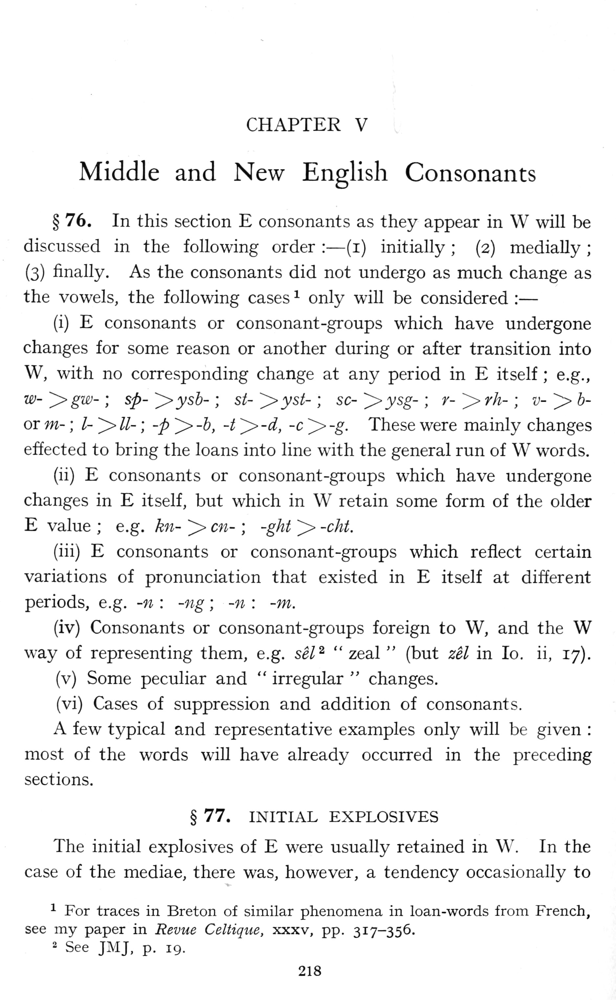 CHAPTER V
Middle and New English Consonants
§ 76. In this section E consonants as they appear in W will be
discussed in the following order :—(1) initially ; (2) medially ;
(3) finally. As the consonants did not undergo as much change as
the vowels, the following cases ¹ only will be considered :—
(i) E consonants or consonant-groups which have undergone
changes for some reason or another during or after transition into
W, with no corresponding change at any period in E itself ; e.g.,
w- > gw- ; sp- > ysb- ; st- > yst- ; sc- > ysg- ; r- > rh- ; v- > b-
or m- ; l- > ll- ; -p > -b, -t > -d, -c > -g. These were mainly changes
effected to bring the loans into line with the general run of W words.
(ii) E consonants or consonant-groups which have undergone
changes in E itself, but which in W retain some form of the older
E value ; e.g. kn- > cn- ; -ght > -cht.
(iii) E consonants or consonant-groups which reflect certain
variations of pronunciation that existed in E itself at different
periods, e.g. -n : -ng ; -n : -m.
(iv) Consonants or consonant-groups foreign to W, and the W
way of representing them, e.g. sêl ² “ zeal ” (but zêl in Io. ii, 17).
(v) Some peculiar and “ irregular ” changes.
(vi) Cases of suppression and addition of consonants.
A few typical and representative examples only will be given :
most of the words will have already occurred in the preceding
sections.
§ 77. INITIAL EXPLOSIVES
The initial explosives of E were usually retained in W. In the
case of the mediae, there was, however, a tendency occasionally to
¹ For traces in Breton of similar phenomena in loan-words from French,
see my paper in Revue Celtique, xxxv, pp. 317–356.
² See JMJ, p. 19.
218